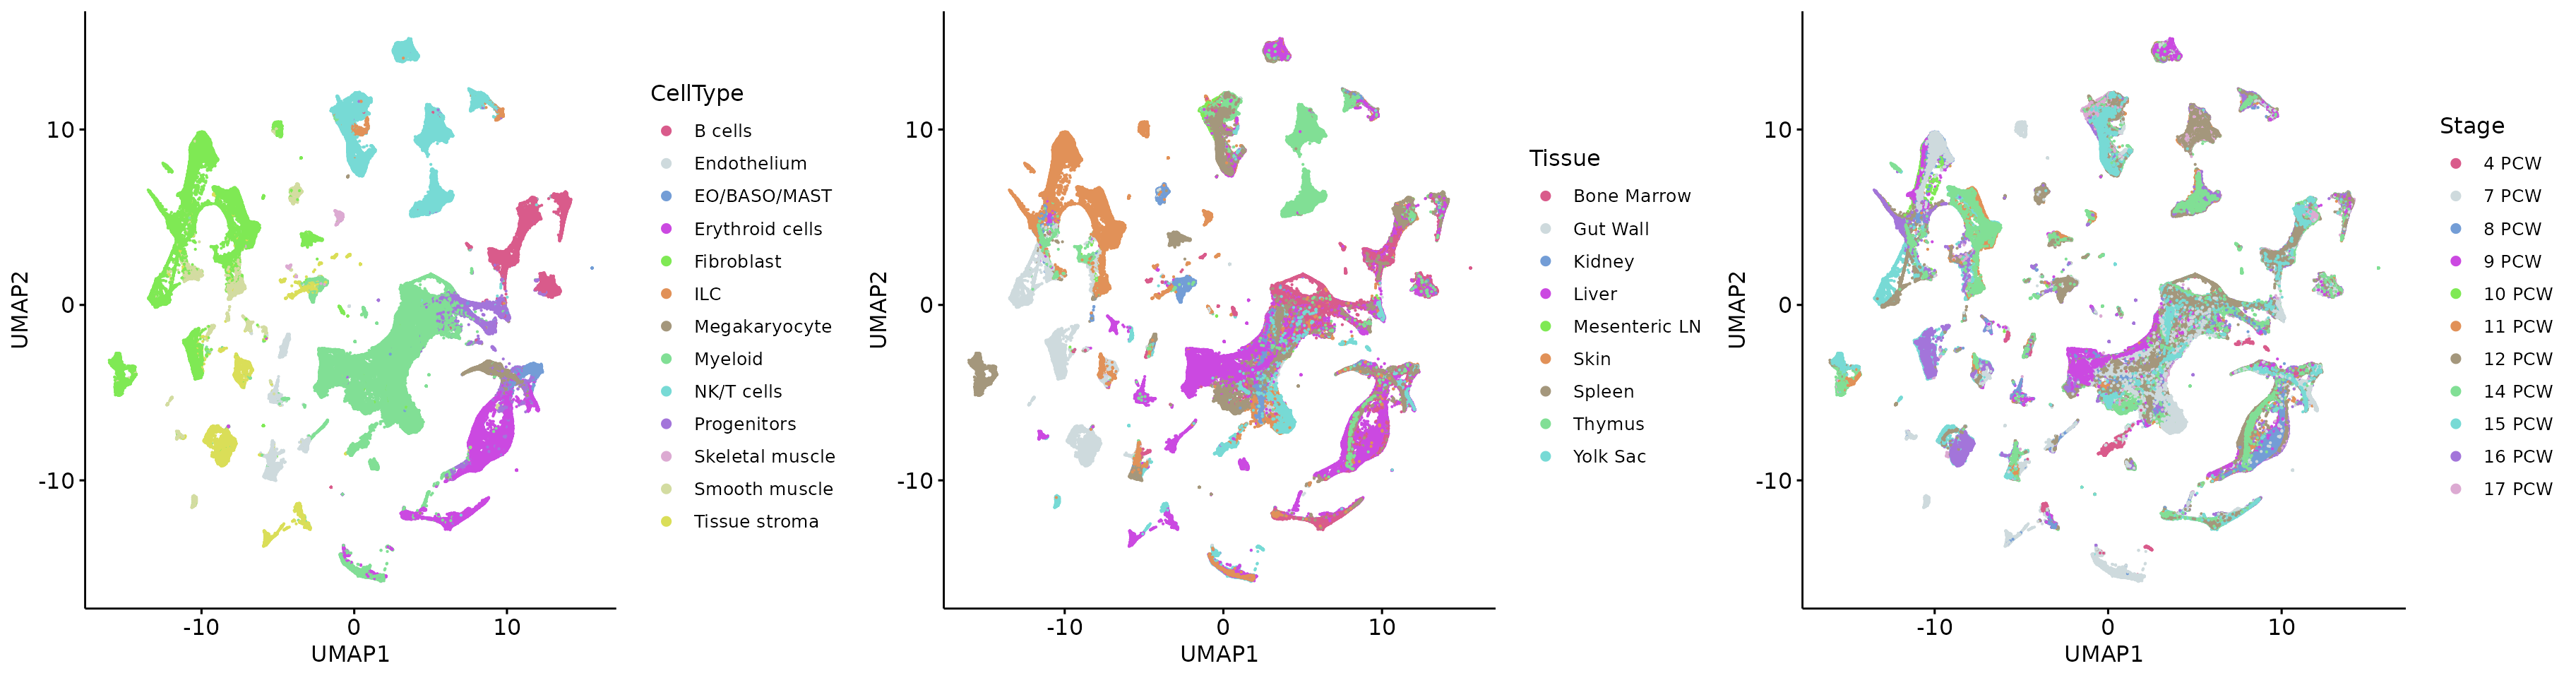 10
0
-10
-10
0
10
UMAP1
UMAP2
CellType
B cells
Endothelium
EO/BASO/MAST
Erythroid cells
Fibroblast
ILC
Megakaryocyte
Myeloid
NK/T cells
Progenitors
Skeletal muscle
Smooth muscle
Tissue stroma
10
0
-10
-10
0
10
UMAP1
UMAP2
Tissue
Bone Marrow
Gut Wall
Kidney
Liver
Mesenteric LN
Skin
Spleen
Thymus
Yolk Sac
10
0
-10
-10
0
10
UMAP1
UMAP2
Stage
4 PCW
7 PCW
8 PCW
9 PCW
10 PCW
11 PCW
12 PCW
14 PCW
15 PCW
16 PCW
17 PCW